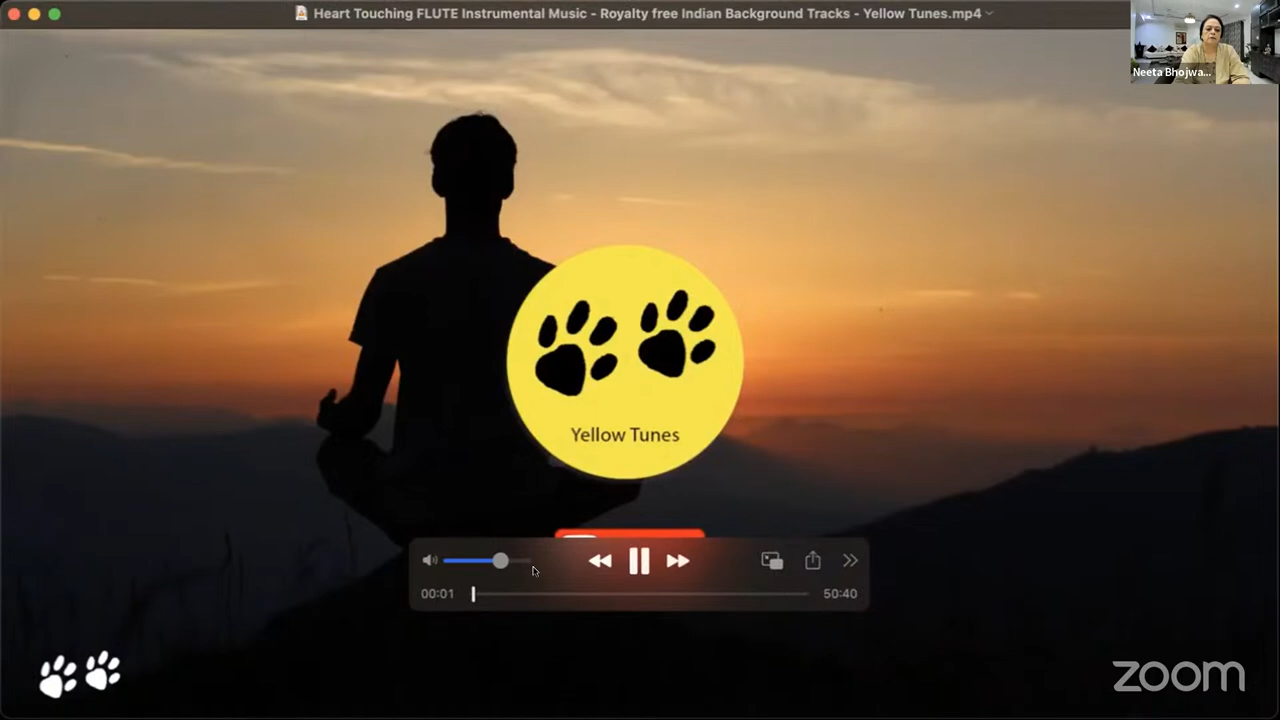 Heart Touching FLUTE Instrumental Music - Royalty free Indian Background Tracks - Yellow Tunes.mp4
Neeta Bhojwa...
Yellow Tunes
00:01
50:40
zoom